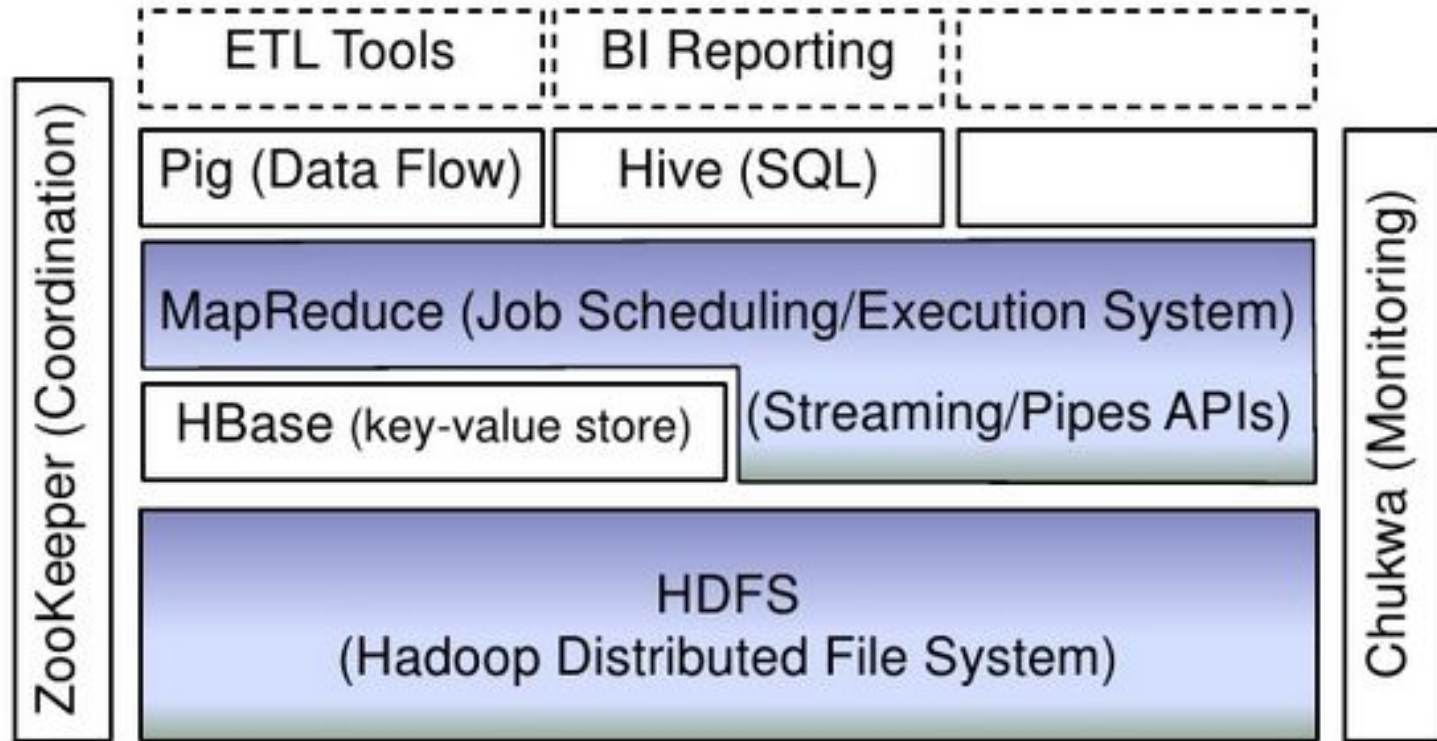 ETL Tools
BI Reporting
ZooKeeper (Coordination)
Pig (Data Flow)
Hive (SQL)
Chukwa (Monitoring)
MapReduce (Job Scheduling/Execution System)
HBase (key-value store)
(Streaming/Pipes APIs)
HDFS
(Hadoop Distributed File System)